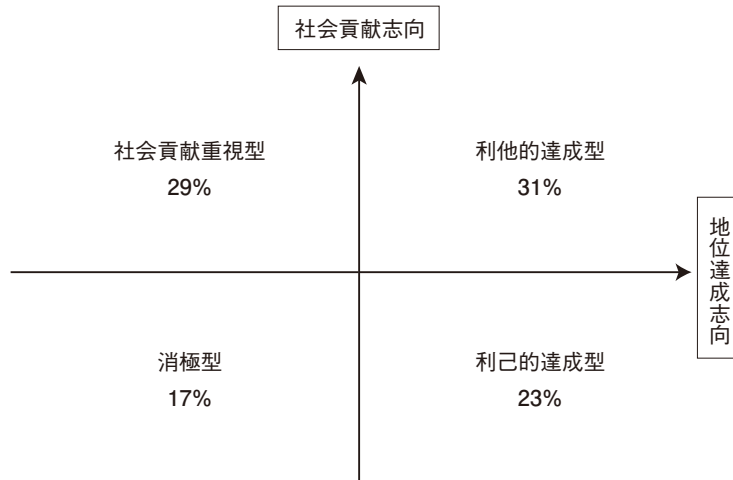 社会貢献志向
社会貢献重視型
29%
利他的達成型
31%
地位達成志向
消極型
17%
利己的達成型
23%